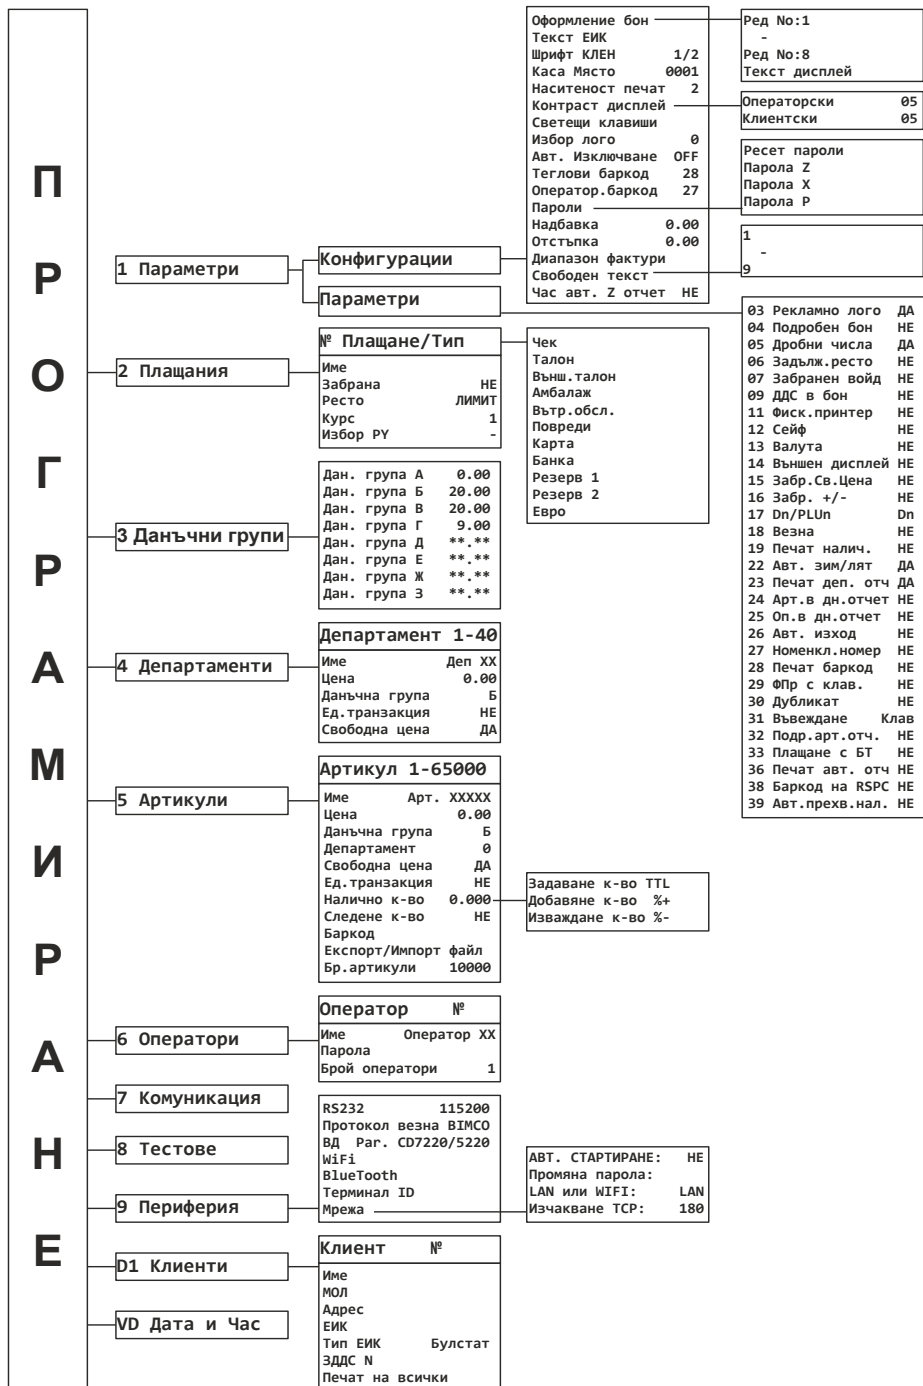 ПРОГРАМИРАНЕ
1 Параметри
Конфигурации
Оформление бон
Текст ЕИК
Шрифт КЛЕН 1/2
Каса Място 0001
Наситеност печат 2
Контраст дисплей
Светещи клавиши
Избор лого 0
Авт. Изключване OFF
Теглови баркод 28
Оператор.баркод 27
Пароли
Надбавка 0.00
Отстъпка 0.00
Диапазон фактури
Свободен текст
Час авт. Z отчет НЕ
Ред No:1
-
Ред No:8
Текст дисплей
Операторски 05
Клиентски 05
Ресет пароли
Парола Z
Парола X
Парола P
1
-
9
Параметри
03 Рекламно лого ДА
04 Подробен бон НЕ
05 Дробни числа ДА
06 Задълж.ресто НЕ
07 Забранен войд НЕ
09 ДДС в бон НЕ
11 Фиск.принтер НЕ
12 Сейф НЕ
13 Валута НЕ
14 Външен дисплей НЕ
15 Забр.Св.Цена НЕ
16 Забр. +/- НЕ
17 Dn/PLUn Dn
18 Везна НЕ
19 Печат налич. НЕ
22 Авт. зим/лят ДА
23 Печат деп. отч ДА
24 Арт.в дн.отчет НЕ
25 Оп.в дн.отчет НЕ
26 Авт. изход НЕ
27 Номенкл.номер НЕ
28 Печат баркод НЕ
29 ФПр с клав. НЕ
30 Дубликат НЕ
31 Въвеждане Клав
32 Подр.арт.отч. НЕ
33 Плащане с БТ НЕ
36 Печат авт. отч НЕ
38 Баркод на RSPC НЕ
39 Авт.прехв.нал. НЕ
2 Плащания
№ Плащане/Тип
Име
Забрана НЕ
Ресто ЛИМИТ
Курс 1
Избор PY -
Чек
Талон
Външ.талон
Амбалаж
Вътр.обсл.
Повреди
Карта
Банка
Резерв 1
Резерв 2
Евро
3 Данъчни групи
Дан. група А 0.00
Дан. група Б 20.00
Дан. група В 20.00
Дан. група Г 9.00
Дан. група Д **.**
Дан. група Е **.**
Дан. група Ж **.**
Дан. група З **.**
4 Департаменти
Департамент 1-40
Име Деп XX
Цена 0.00
Данъчна група Б
Ед.транзакция НЕ
Свободна цена ДА
5 Артикули
Артикул 1-65000
Име Арт. XXXXX
Цена 0.00
Данъчна група Б
Департамент 0
Свободна цена ДА
Ед.транзакция НЕ
Налично к-во 0.000
Следене к-во НЕ
Баркод
Експорт/Импорт файл
Бр.артикули 10000
Задаване к-во TTL
Добавяне к-во %+
Изваждане к-во %-
6 Оператори
Оператор №
Име Оператор XX
Парола
Брой оператори 1
7 Комуникация
8 Тестове
9 Периферия
RS232 115200
Протокол везна BIMCO
ВД Par. CD7220/5220
WiFi
BlueTooth
Терминал ID
Мрежа
АВТ. СТАРТИРАНЕ: НЕ
Промяна парола:
LAN или WIFI: LAN
Изчакване TCP: 180
D1 Клиенти
Клиент №
Име
МОЛ
Адрес
ЕИК
Тип ЕИК Булстат
ЗДДС N
Печат на всички
VD Дата и Час